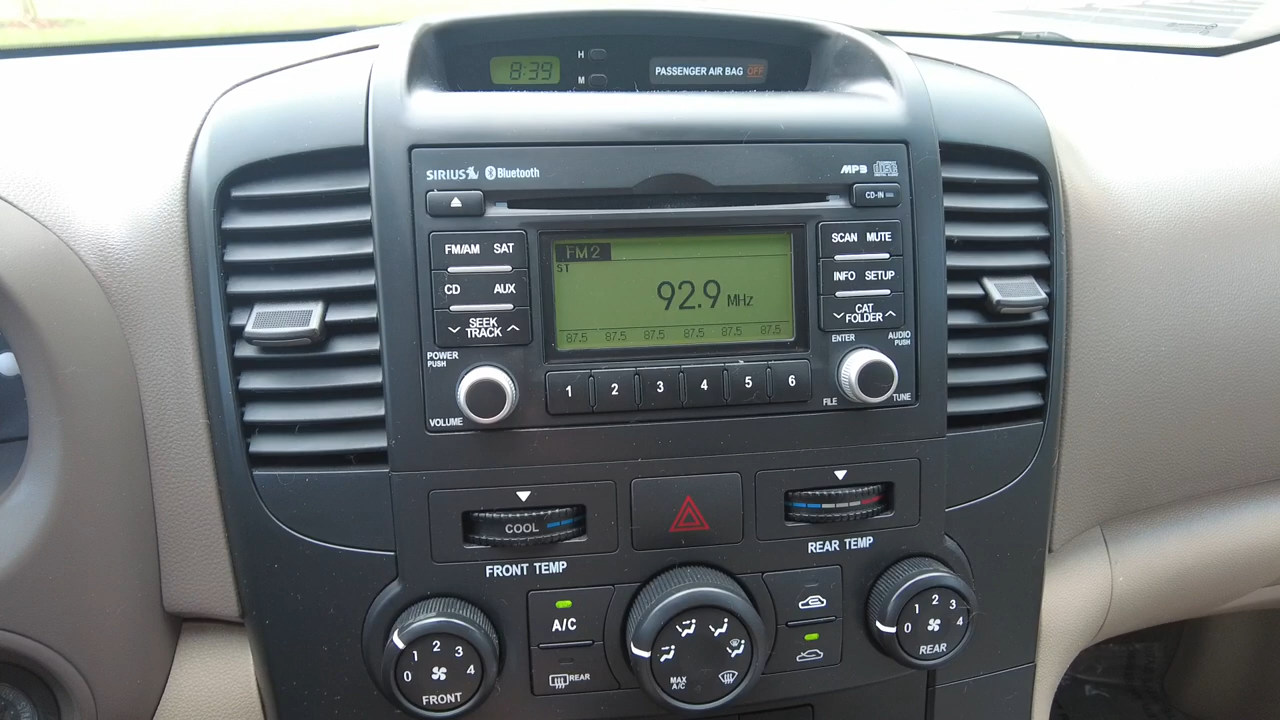 8:39
H
M
PASSENGER AIR BAG OFF
SIRIUS Bluetooth
MP3 disc
CD-IN
FM/AM SAT
CD AUX
SEEK
TRACK
FM2
ST
92.9 MHz
87.5 87.5 87.5 87.5 87.5 87.5
SCAN MUTE
INFO SETUP
CAT
FOLDER
POWER
PUSH
VOLUME
1 2 3 4 5 6
ENTER
AUDIO
PUSH
FILE
TUNE
COOL
FRONT TEMP
REAR TEMP
0 1 2 3 4
FRONT
A/C
REAR
MAX
A/C
0 1 2 3 4
REAR